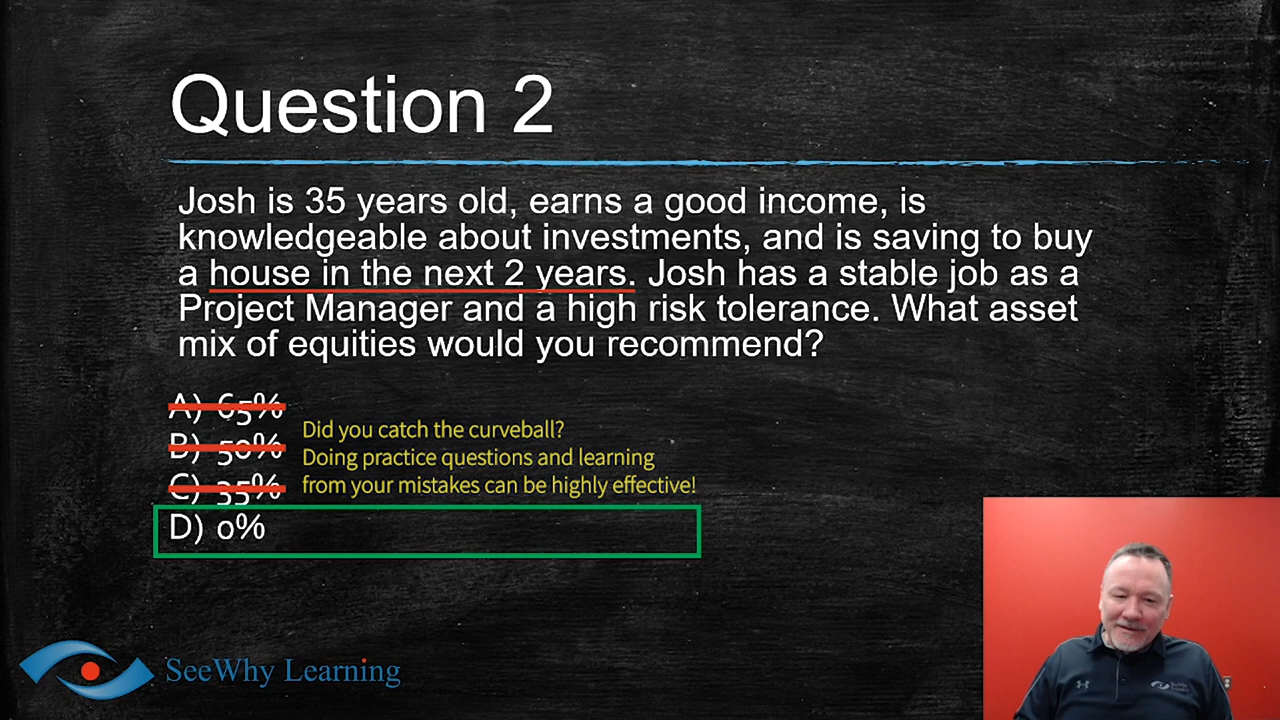 Question 2
Josh is 35 years old, earns a good income, is
knowledgeable about investments, and is saving to buy
a house in the next 2 years. Josh has a stable job as a
Project Manager and a high risk tolerance. What asset
mix of equities would you recommend?
A) 65%
B) 50%
C) 35%
D) 0%
Did you catch the curveball?
Doing practice questions and learning
from your mistakes can be highly effective!
SeeWhy Learning